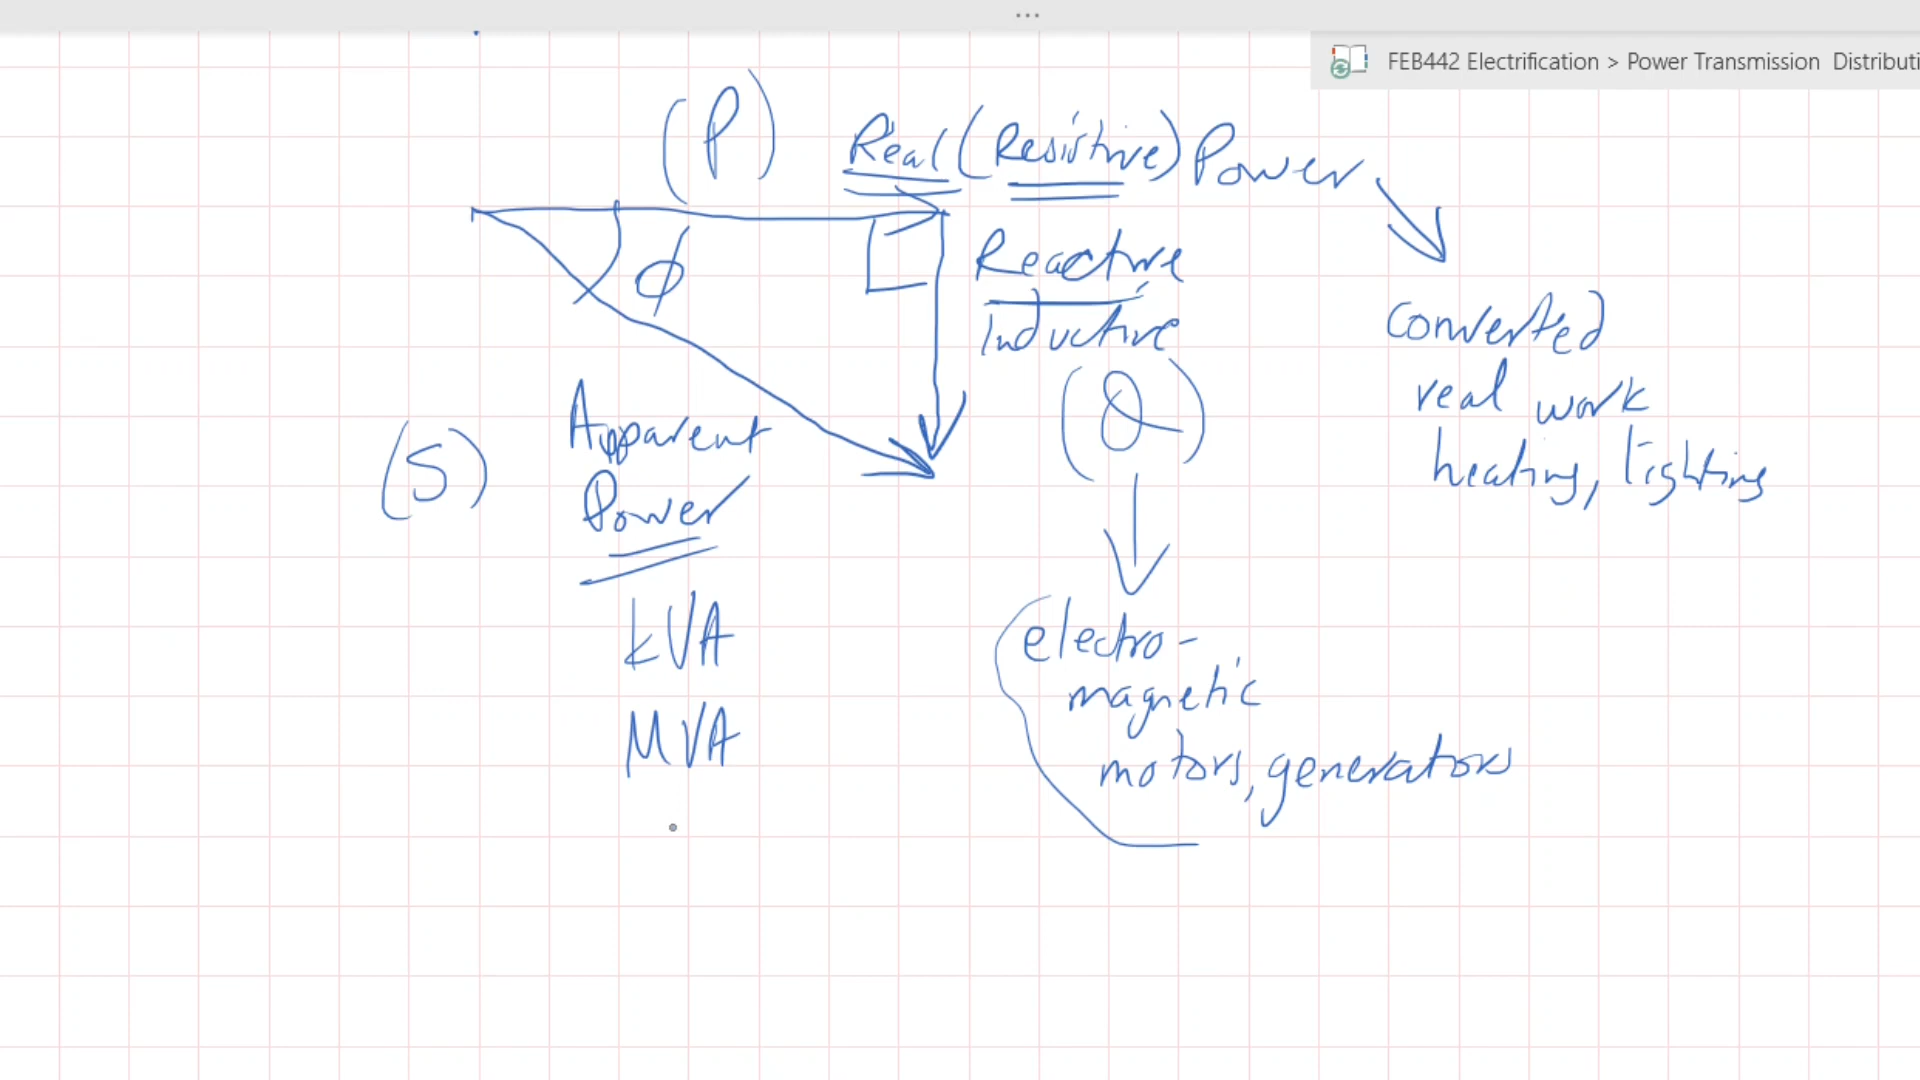 ...
FEB442 Electrification > Power Transmission Distributi
(P) Real (Resistive) Power
ϕ
Reactive
Inductive
(Q)
converted
real work
heating, lighting
(S)
Apparent
Power
kVA
MVA
electro-
magnetic
motors, generators